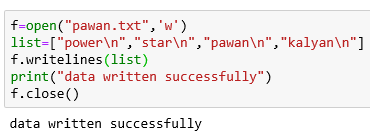 f=open("pawan.txt",'w')
list=["power\n","star\n","pawan\n","kalyan\n"]
f.writelines(list)
print("data written successfully")
f.close()
data written successfully